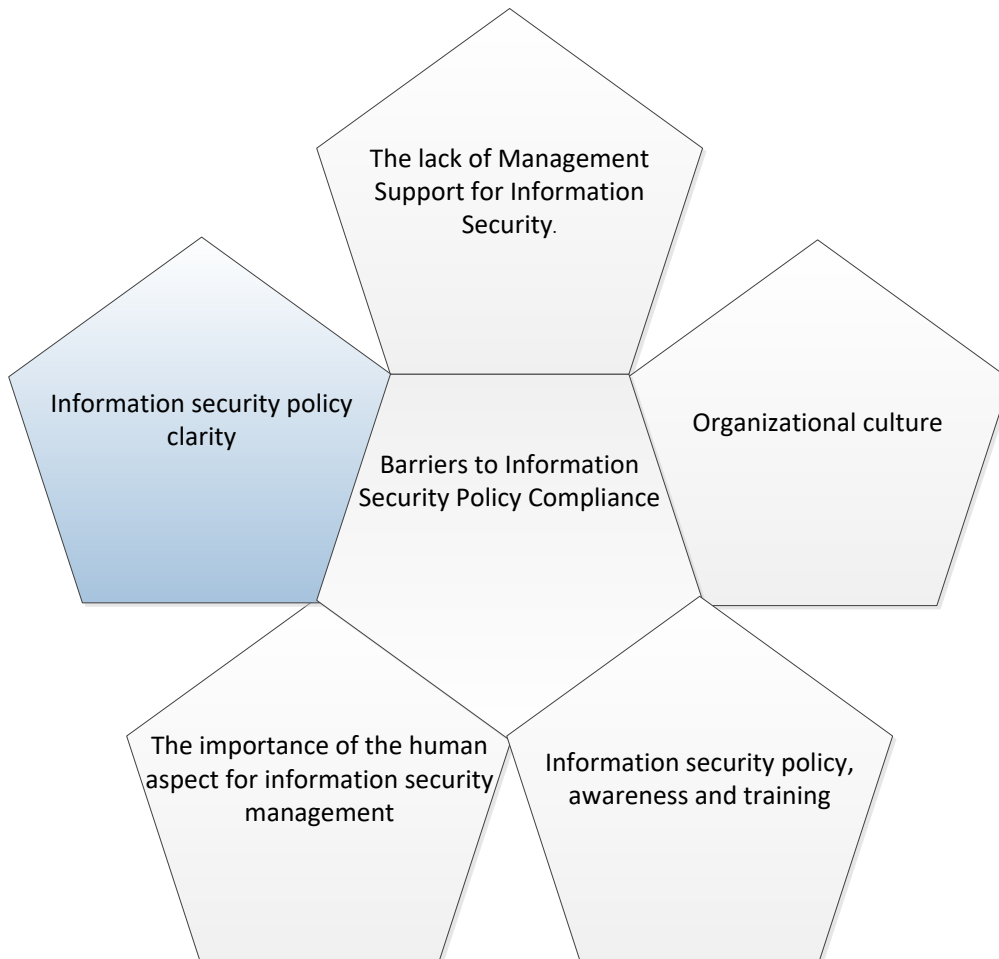 The lack of Management
Support for Information
Security.
Information security policy
clarity
Organizational culture
Barriers to Information
Security Policy Compliance
The importance of the human
aspect for information security
management
Information security policy,
awareness and training